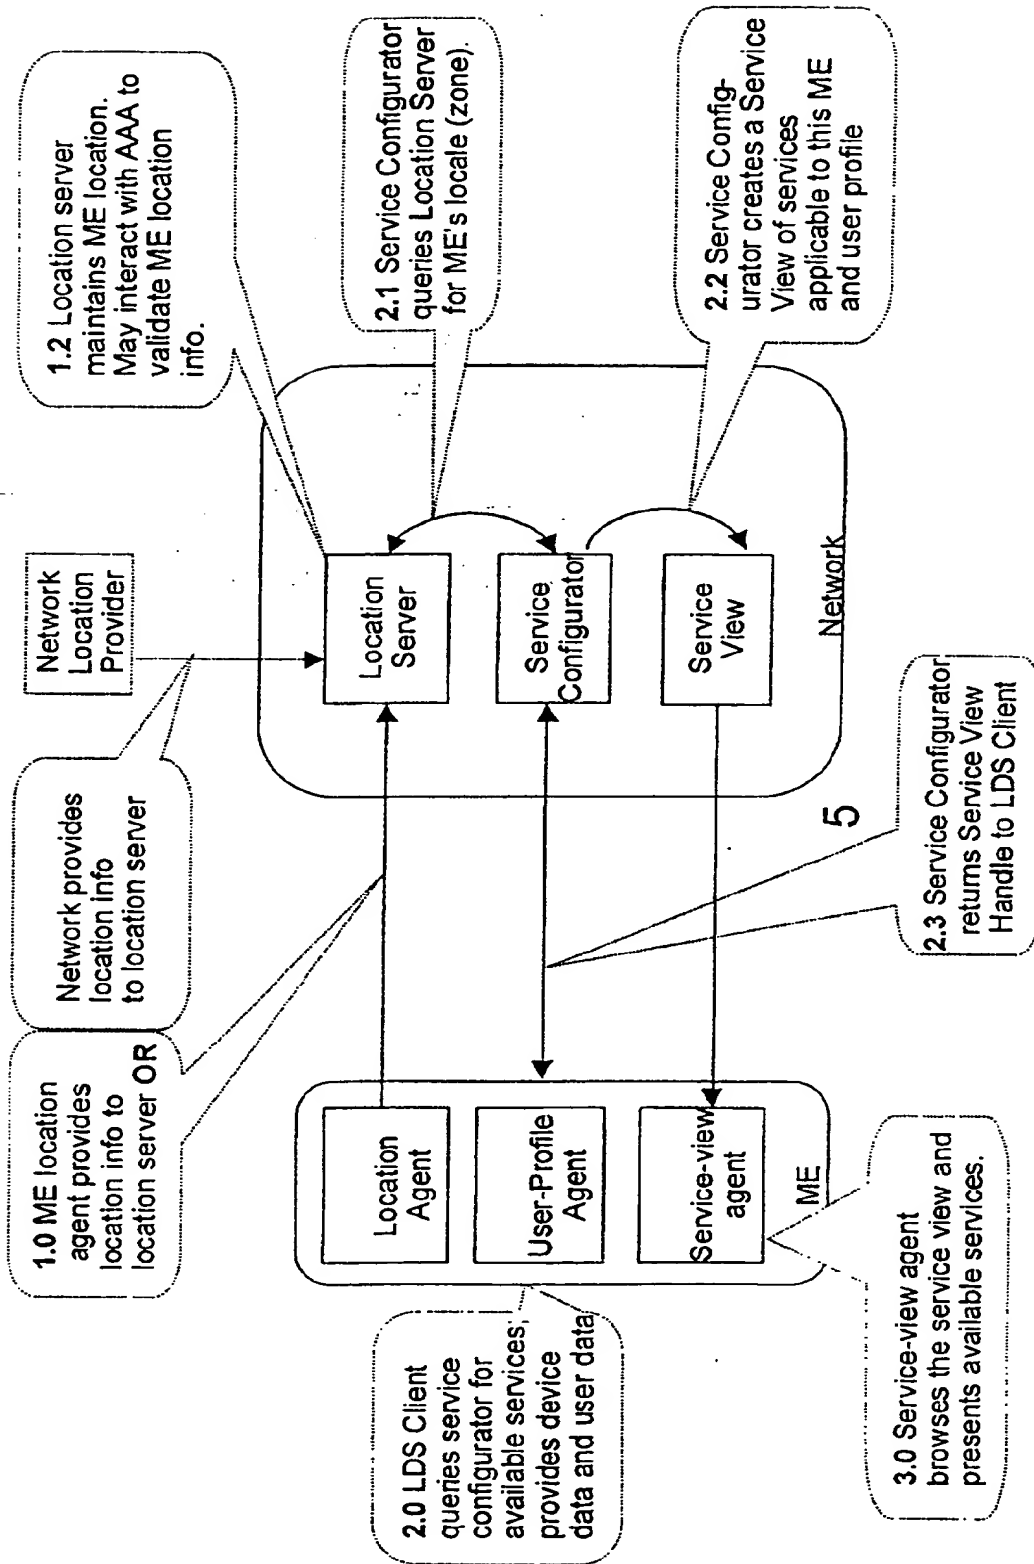 1.0 ME location
agent provides
location info to
location server OR
Network provides
location info
to location server
Network
Location
Provider
1.2 Location server
maintains ME location.
May interact with AAA to
validate ME location
info.
2.0 LDS Client
queries service
configurator for
available services;
provides device
data and user data
Location
Agent
Location
Server
2.1 Service Configurator
queries Location Server
for ME's locale (zone).
User-Profile
Agent
Service
Configurator
Service-view
agent
Service
View
2.2 Service Config-
urator creates a Service
View of services
applicable to this ME
and user profile
ME
5
Network
3.0 Service-view agent
browses the service view and
presents available services.
2.3 Service Configurator
returns Service View
Handle to LDS Client